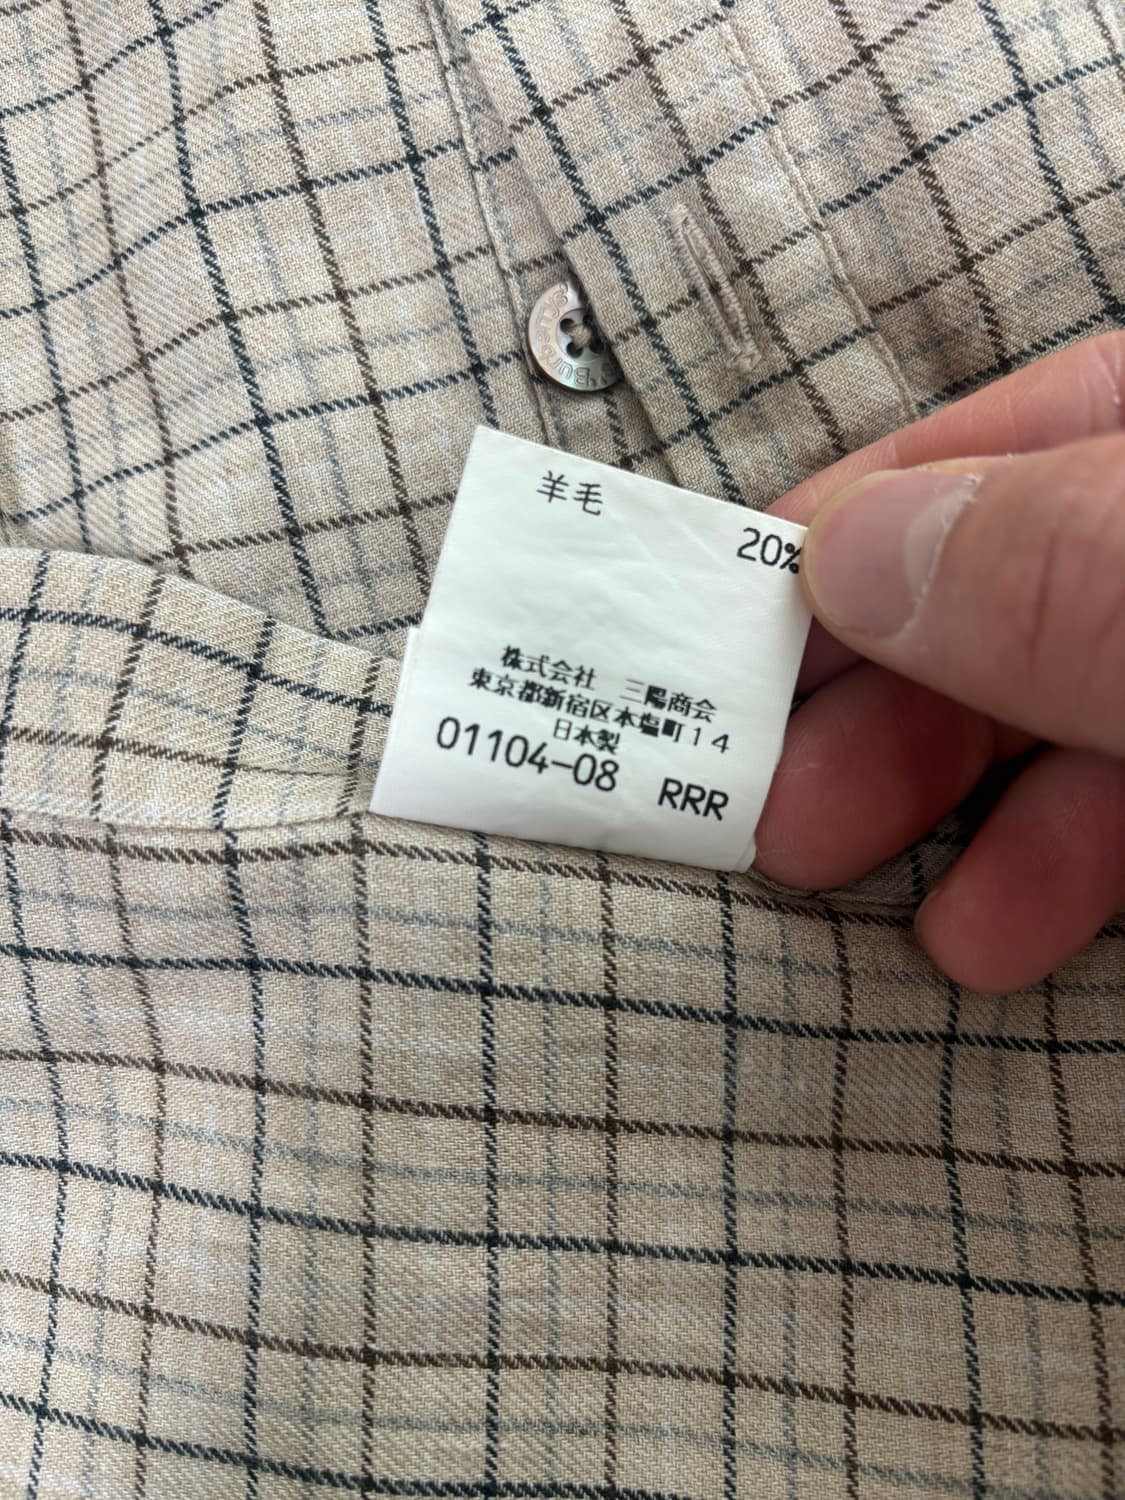 Burberrys
羊毛
20%
株式会社 三陽商会
東京都新宿区本塩町14
日本製
01104-08 RRR